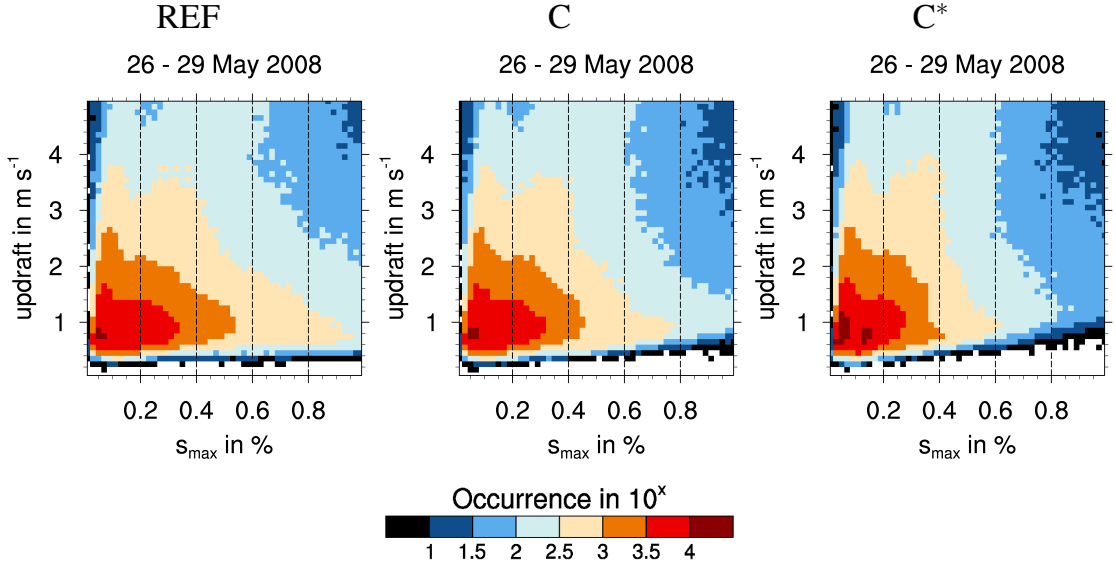 REF C C*
26 - 29 May 2008 26 - 29 May 2008 26 - 29 May 2008
updraft in m s⁻¹ updraft in m s⁻¹ updraft in m s⁻¹
4 4 4
3 3 3
2 2 2
1 1 1
0.2 0.4 0.6 0.8 0.2 0.4 0.6 0.8 0.2 0.4 0.6 0.8
s_max in % s_max in % s_max in %
Occurrence in 10ˣ
1 1.5 2 2.5 3 3.5 4